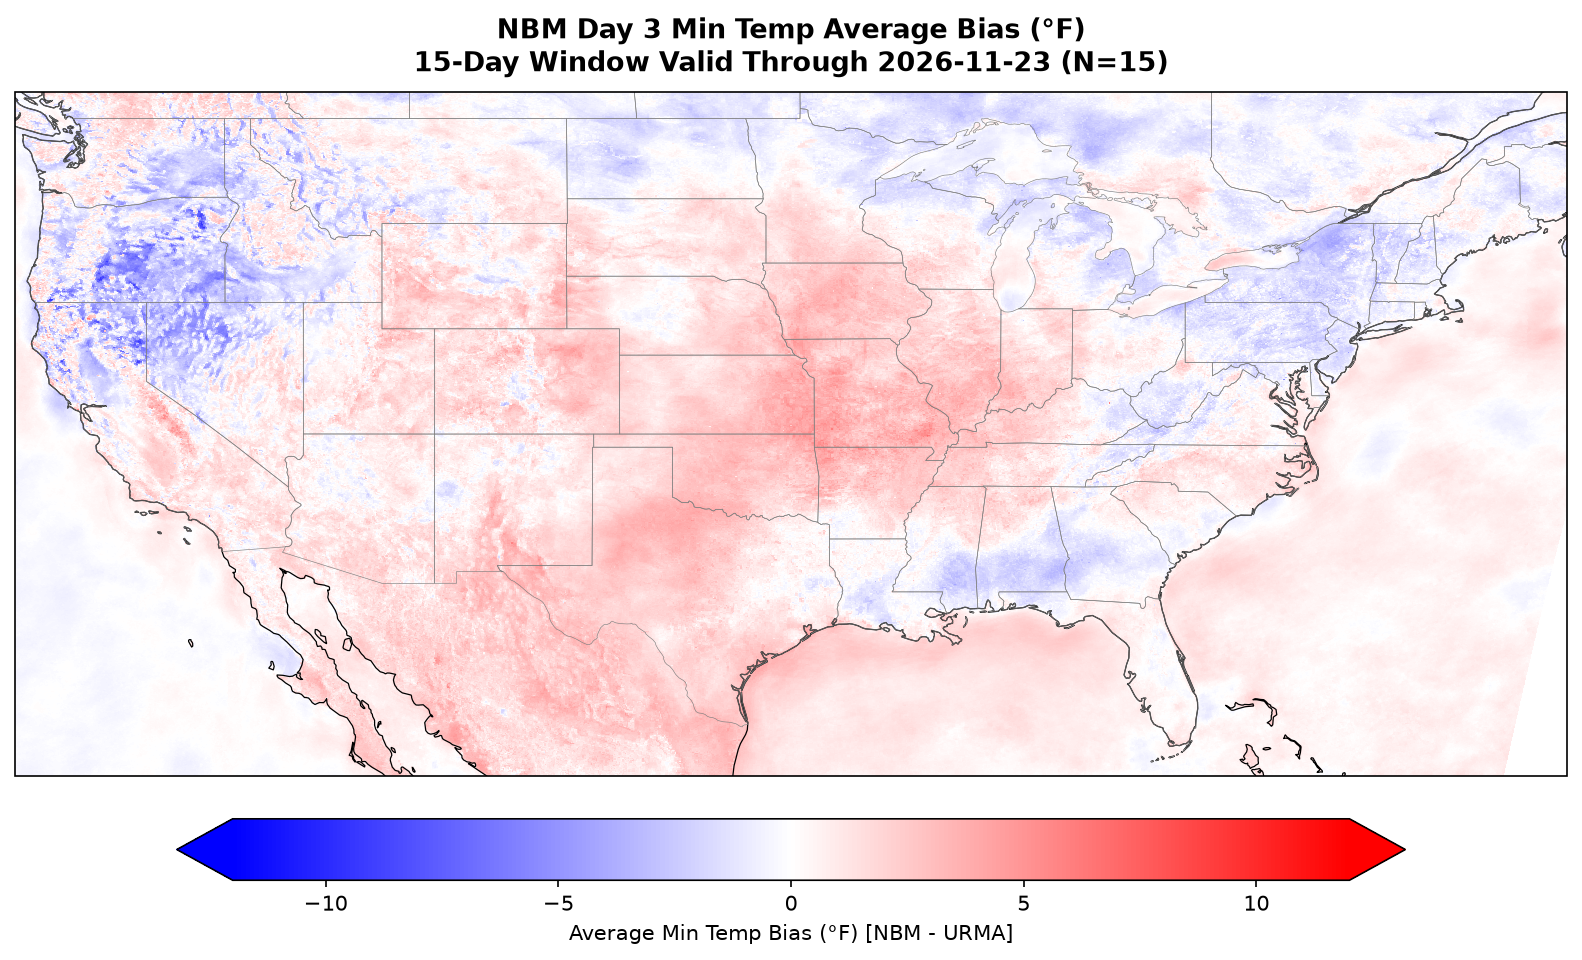 NBM Day 3 Min Temp Average Bias (°F)
15-Day Window Valid Through 2026-11-23 (N=15)
−10 −5 0 5 10
Average Min Temp Bias (°F) [NBM - URMA]